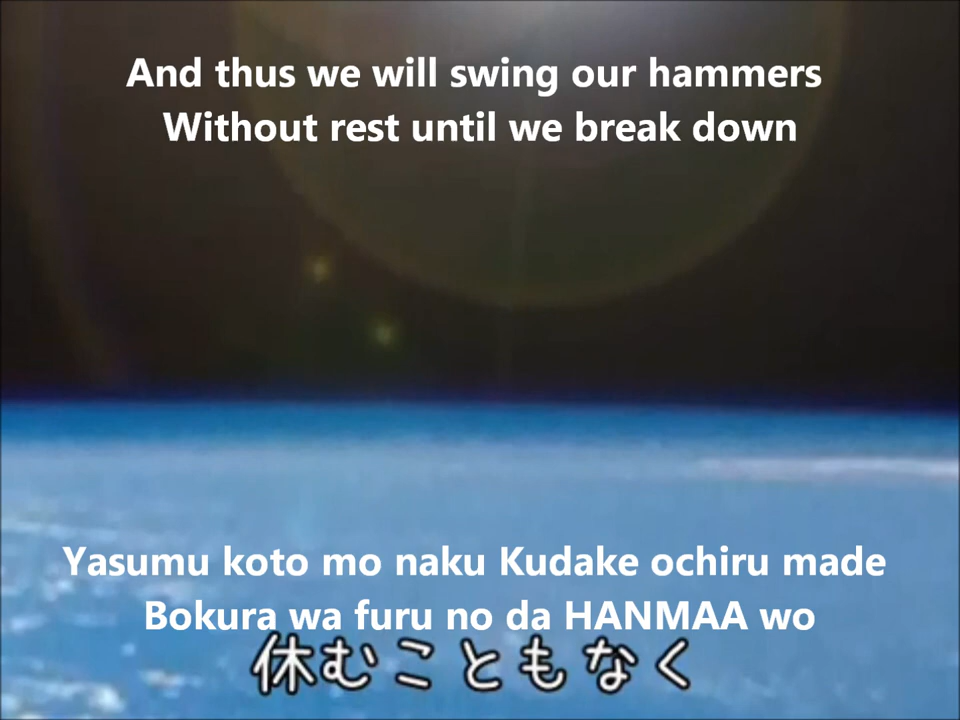 And thus we will swing our hammers
Without rest until we break down
Yasumu koto mo naku Kudake ochiru made
Bokura wa furu no da HANMAA wo
休むこともなく